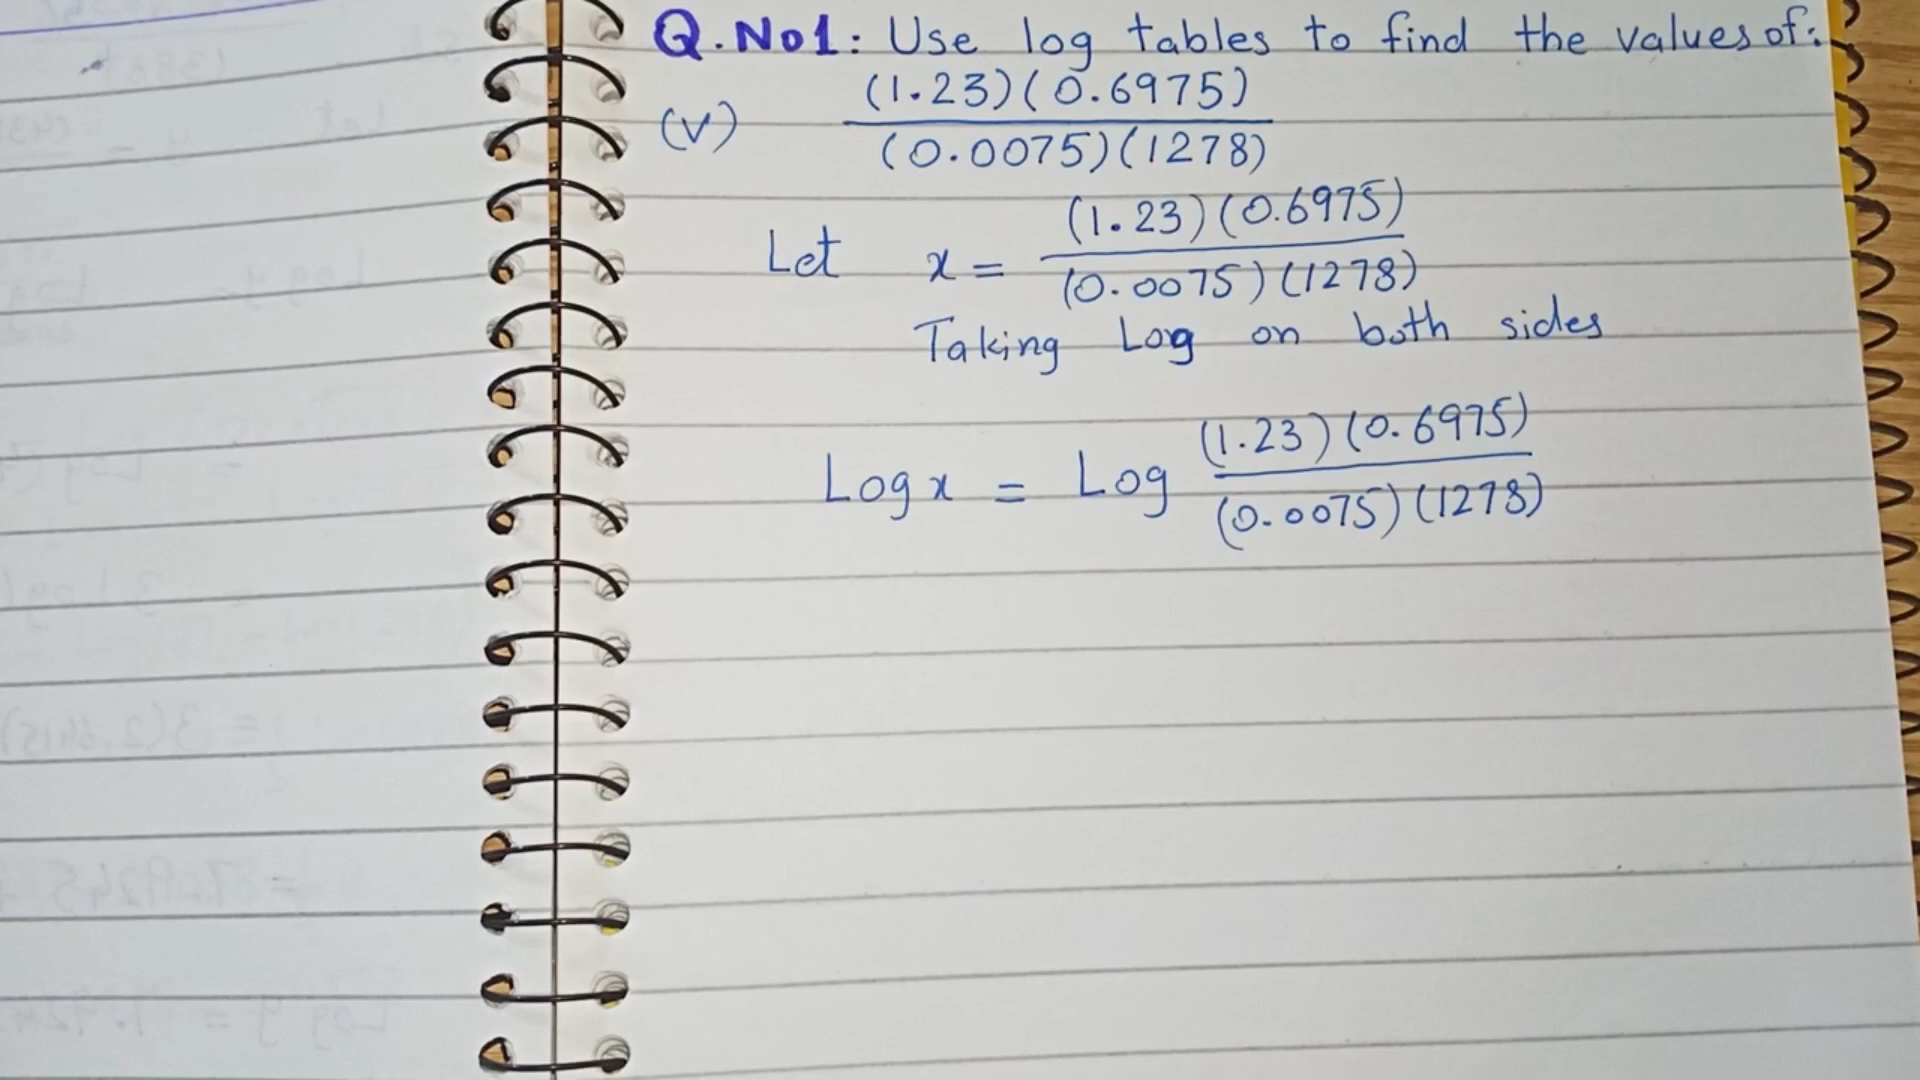 Q.No1: Use log tables to find the values of:
(v) (1.23)(0.6975)
(0.0075)(1278)
Let x = (1.23)(0.6975)
(0.0075)(1278)
Taking Log on both sides
Log x = Log (1.23)(0.6975)
(0.0075)(1278)